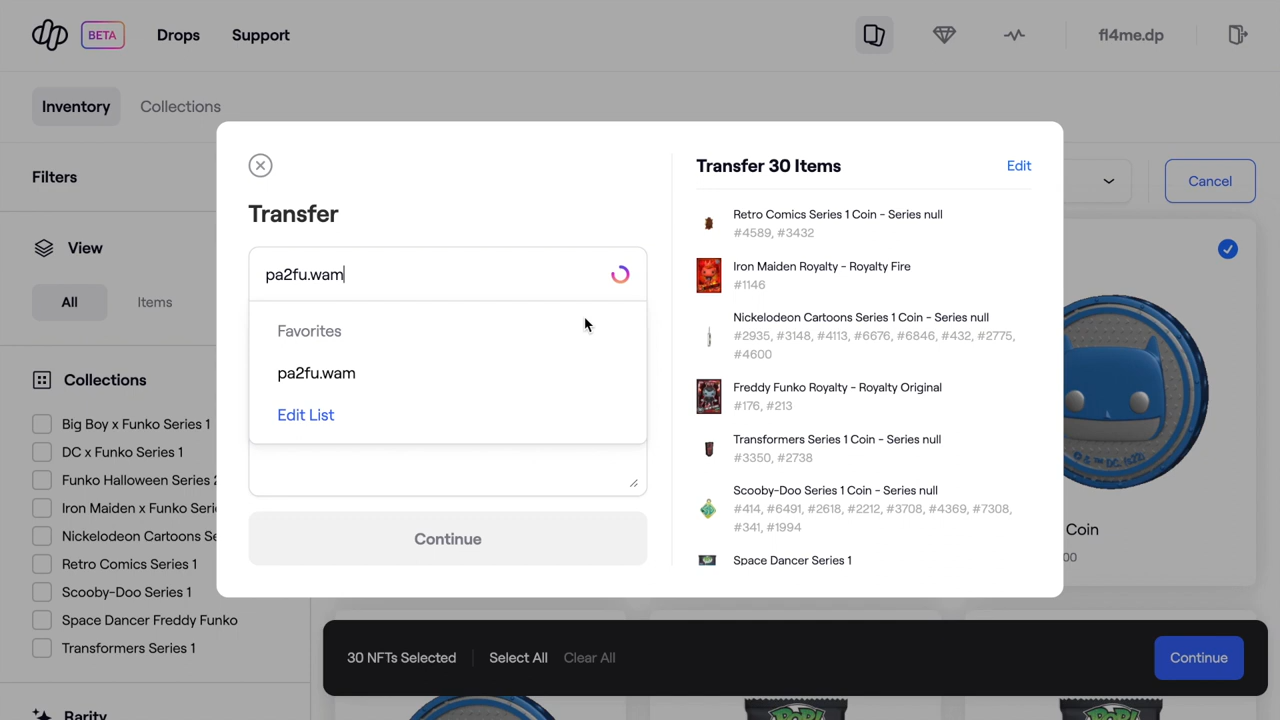 BETA
Drops
Support
fl4me.dp
Inventory
Collections
Filters
Cancel
View
All
Items
Collections
Big Boy x Funko Series 1
DC x Funko Series 1
Funko Halloween Series 2
Iron Maiden x Funko Seri
Nickelodeon Cartoons Se
Retro Comics Series 1
Scooby-Doo Series 1
Space Dancer Freddy Funko
Transformers Series 1
Rarity
Transfer
pa2fu.wam
Favorites
pa2fu.wam
Edit List
Continue
Transfer 30 Items
Edit
Retro Comics Series 1 Coin - Series null
#4589, #3432
Iron Maiden Royalty - Royalty Fire
#1146
Nickelodeon Cartoons Series 1 Coin - Series null
#2935, #3148, #4113, #6676, #6846, #432, #2775,
#4600
Freddy Funko Royalty - Royalty Original
#176, #213
Transformers Series 1 Coin - Series null
#3350, #2738
Scooby-Doo Series 1 Coin - Series null
#414, #6491, #2618, #2212, #3708, #4369, #7308,
#341, #1994
Space Dancer Series 1
Coin
00
30 NFTs Selected
Select All
Clear All
Continue